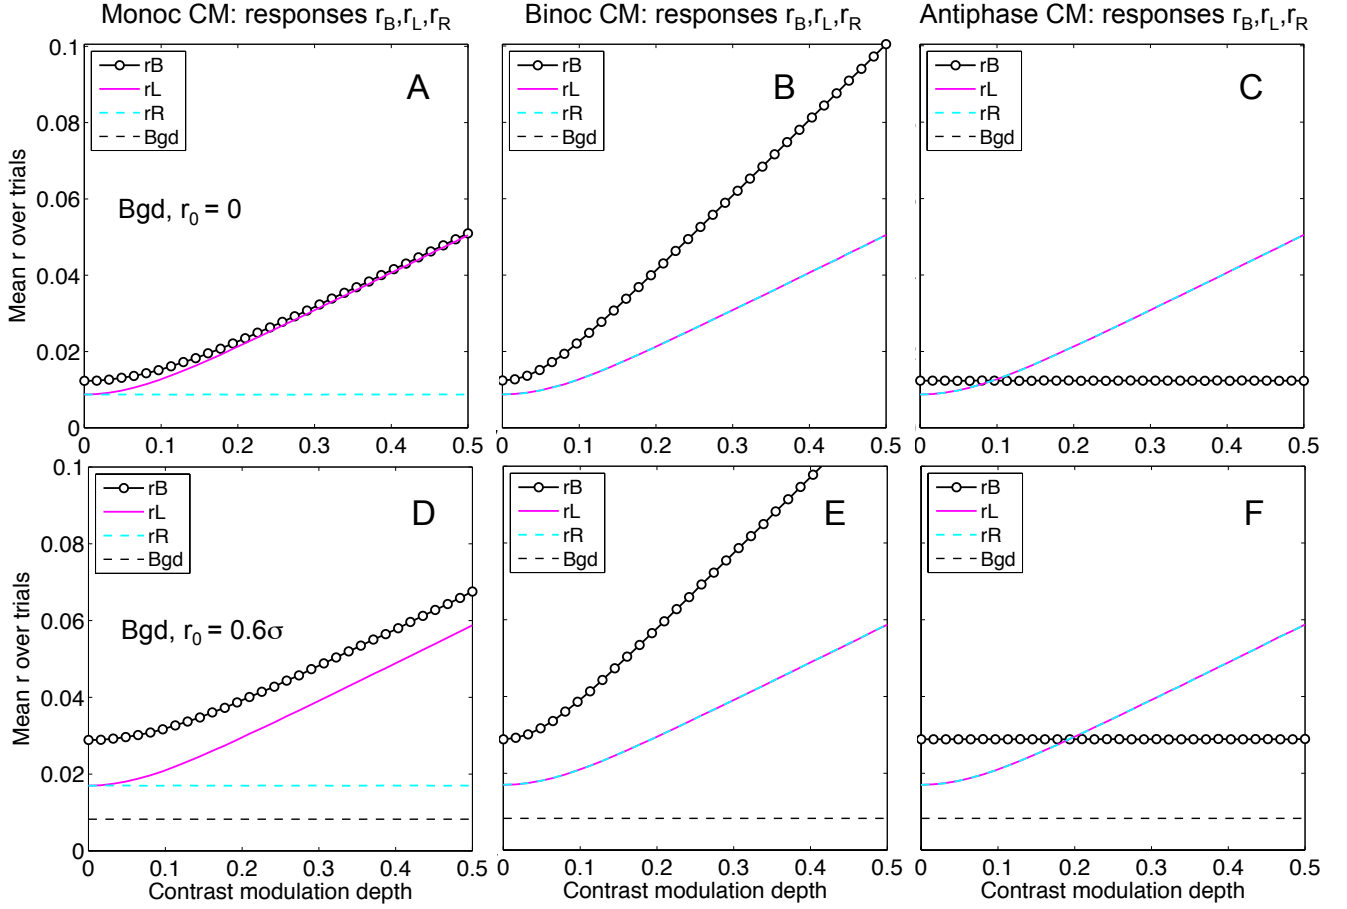 Monoc CM: responses rB,rL,rR
Binoc CM: responses rB,rL,rR
Antiphase CM: responses rB,rL,rR
Mean r over trials
0.1
0.08
0.06
0.04
0.02
0
rB
rL
rR
Bgd
A
Bgd, r0 = 0
0 0.1 0.2 0.3 0.4 0.5
rB
rL
rR
Bgd
B
0 0.1 0.2 0.3 0.4 0.5
rB
rL
rR
Bgd
C
0 0.1 0.2 0.3 0.4 0.5
Mean r over trials
0.1
0.08
0.06
0.04
0.02
0
rB
rL
rR
Bgd
D
Bgd, r0 = 0.6σ
0 0.1 0.2 0.3 0.4 0.5
Contrast modulation depth
rB
rL
rR
Bgd
E
0 0.1 0.2 0.3 0.4 0.5
Contrast modulation depth
rB
rL
rR
Bgd
F
0 0.1 0.2 0.3 0.4 0.5
Contrast modulation depth